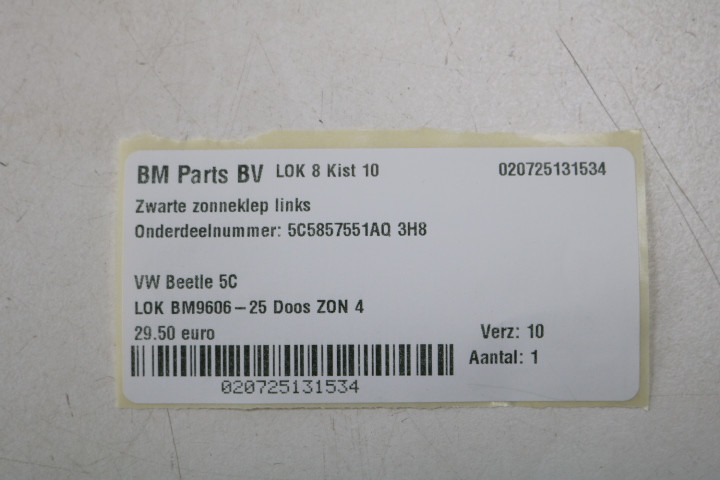 BM Parts BV LOK 8 Kist 10 020725131534
Zwarte zonneklep links
Onderdeelnummer: 5C5857551AQ 3H8
VW Beetle 5C
LOK BM9606-25 Doos ZON 4
29.50 euro Verz: 10
Aantal: 1
020725131534